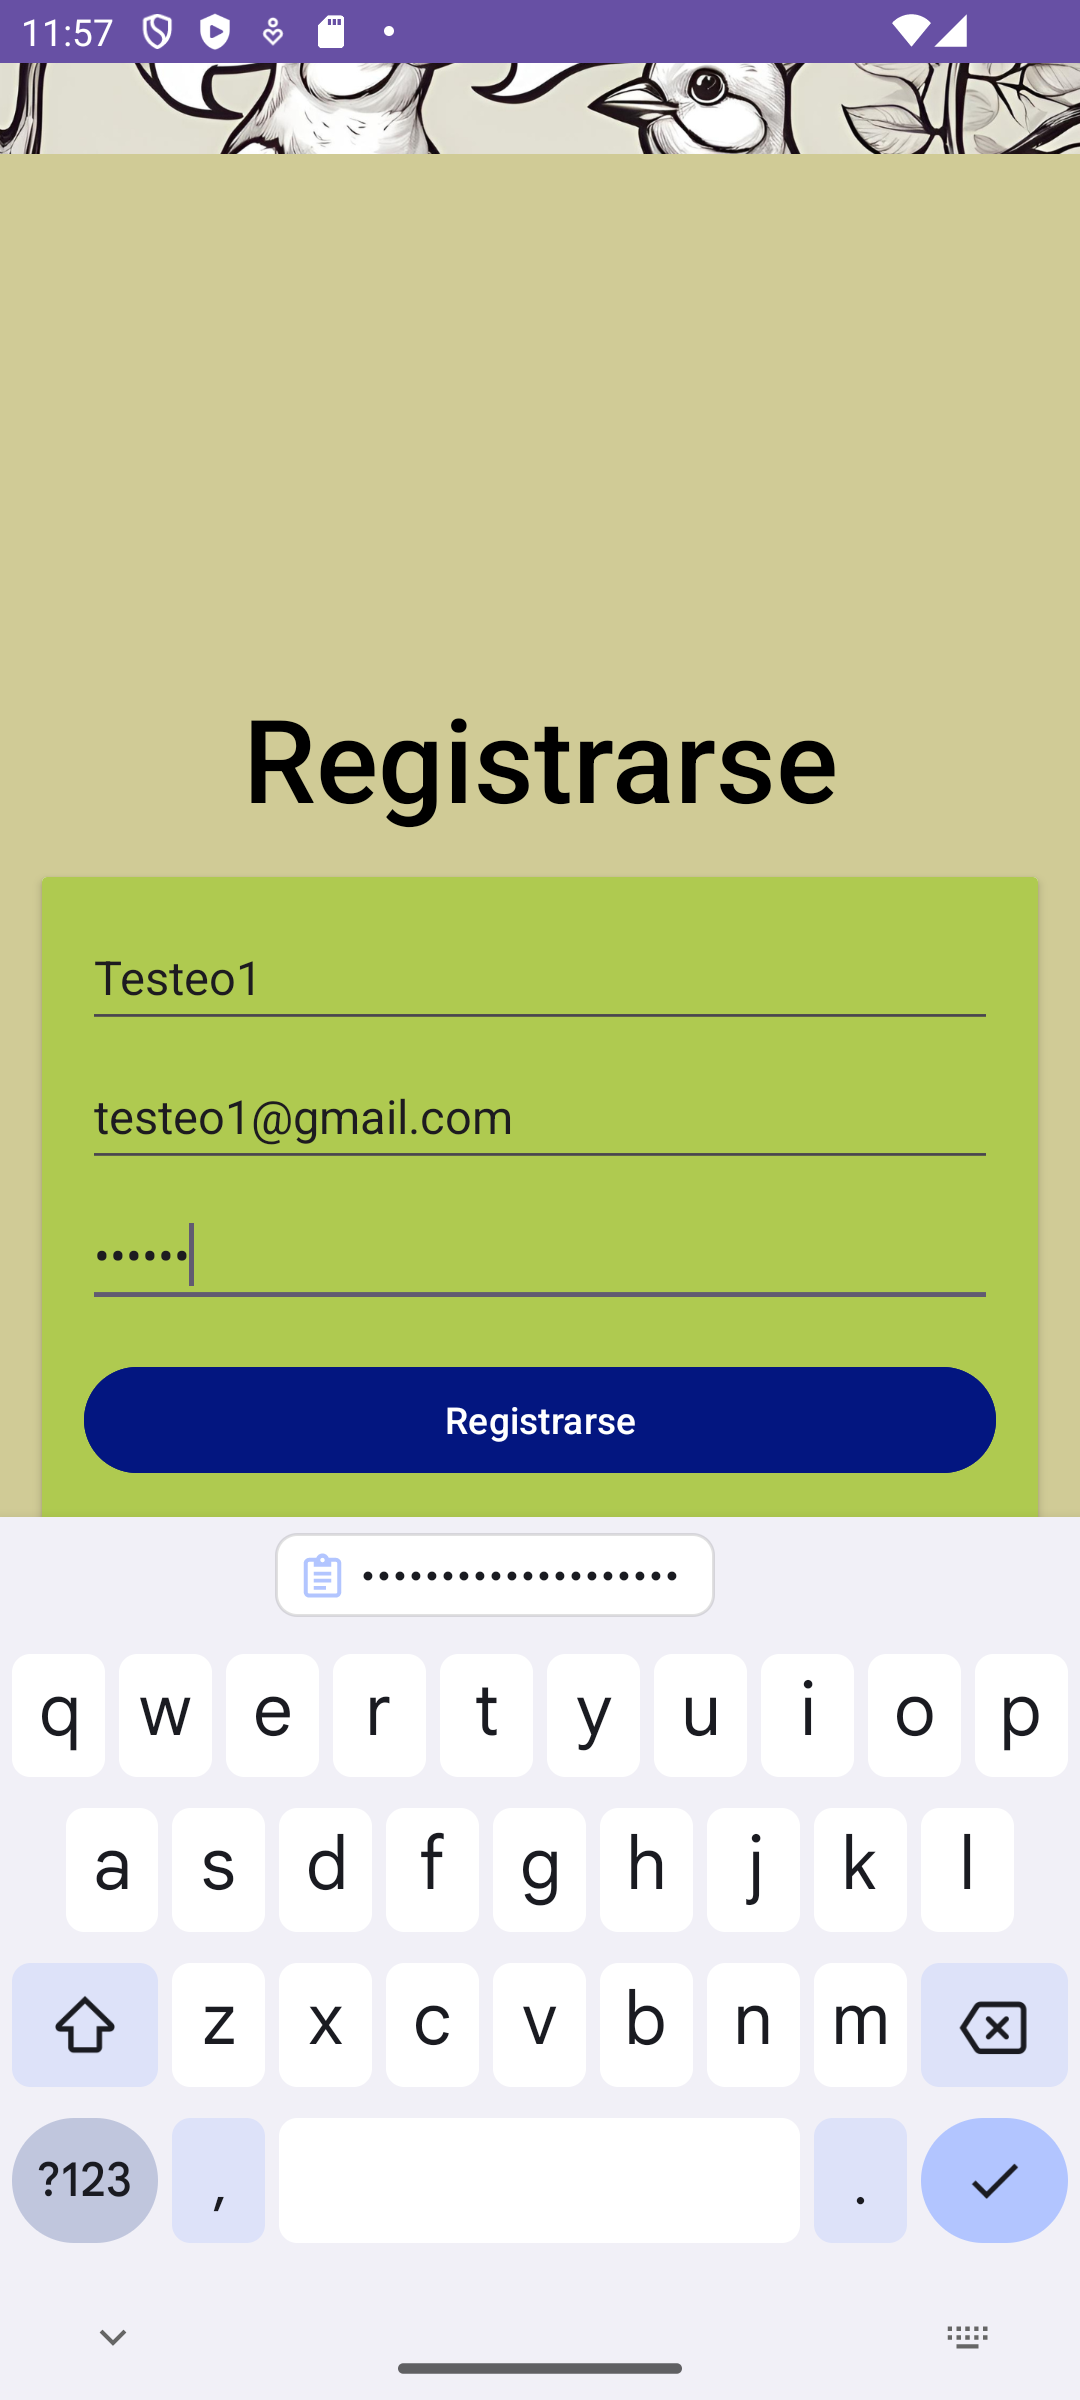 11:57
Registrarse
Testeo1
testeo1@gmail.com
••••••
Registrarse
••••••••••••••••••••
q w e r t y u i o p
a s d f g h j k l
z x c v b n m
?123 , .